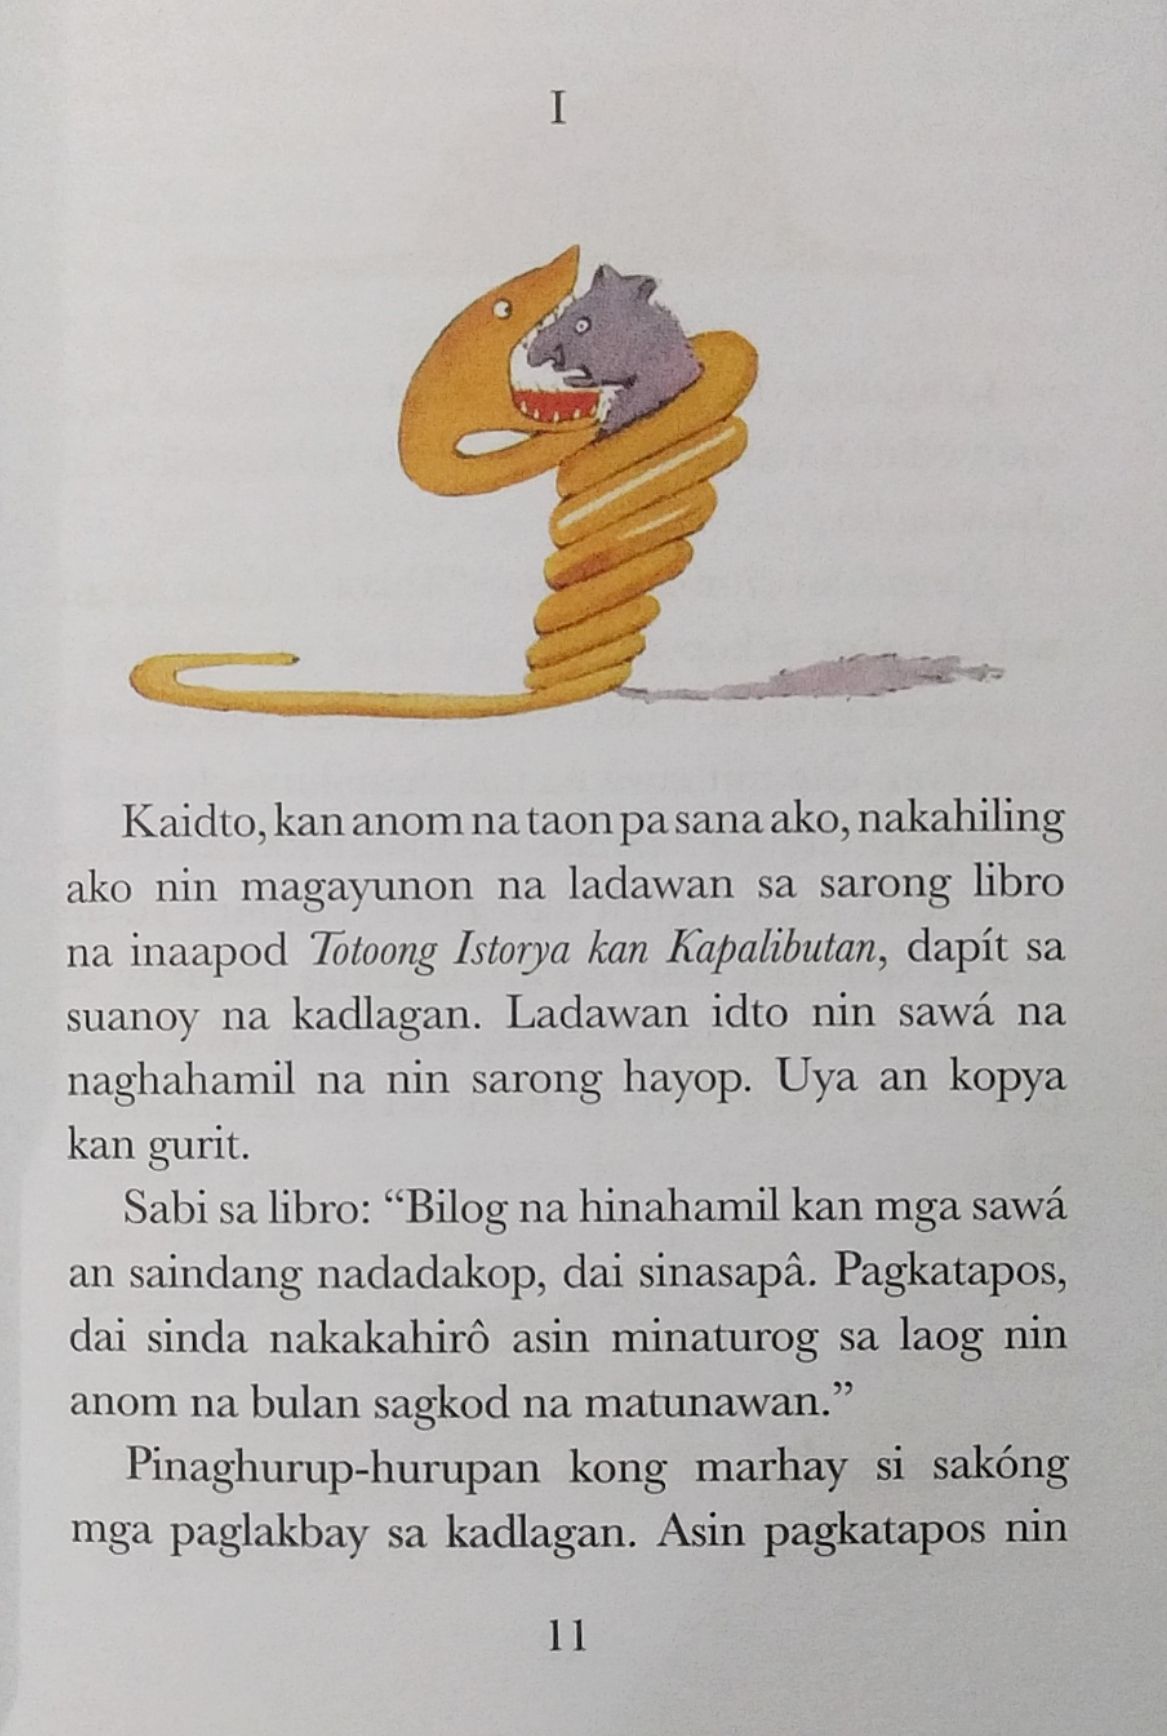 I
Kaidto, kan anom na taon pa sana ako, nakahiling
ako nin magayunon na ladawan sa sarong libro
na inaapod Totoong Istorya kan Kapalibutan, dapít sa
suanoy na kadlagan. Ladawan idto nin sawá na
naghahamil na nin sarong hayop. Uya an kopya
kan gurit.
Sabi sa libro: “Bilog na hinahamil kan mga sawá
an saindang nadadakop, dai sinasapâ. Pagkatapos,
dai sinda nakakahirô asin minaturog sa laog nin
anom na bulan sagkod na matunawan.”
Pinaghurup-hurupan kong marhay si sakóng
mga paglakbay sa kadlagan. Asin pagkatapos nin
11